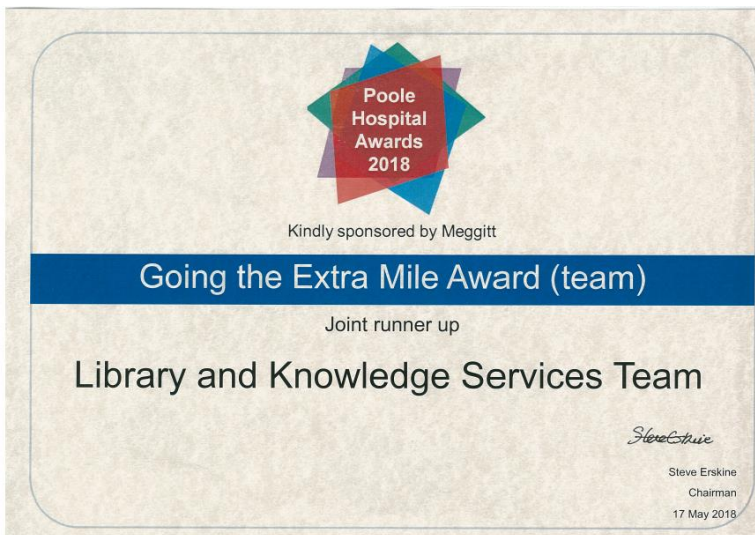 Poole
Hospital
Awards
2018
Kindly sponsored by Meggitt
Going the Extra Mile Award (team)
Joint runner up
Library and Knowledge Services Team
Steve Erskine
Chairman
17 May 2018